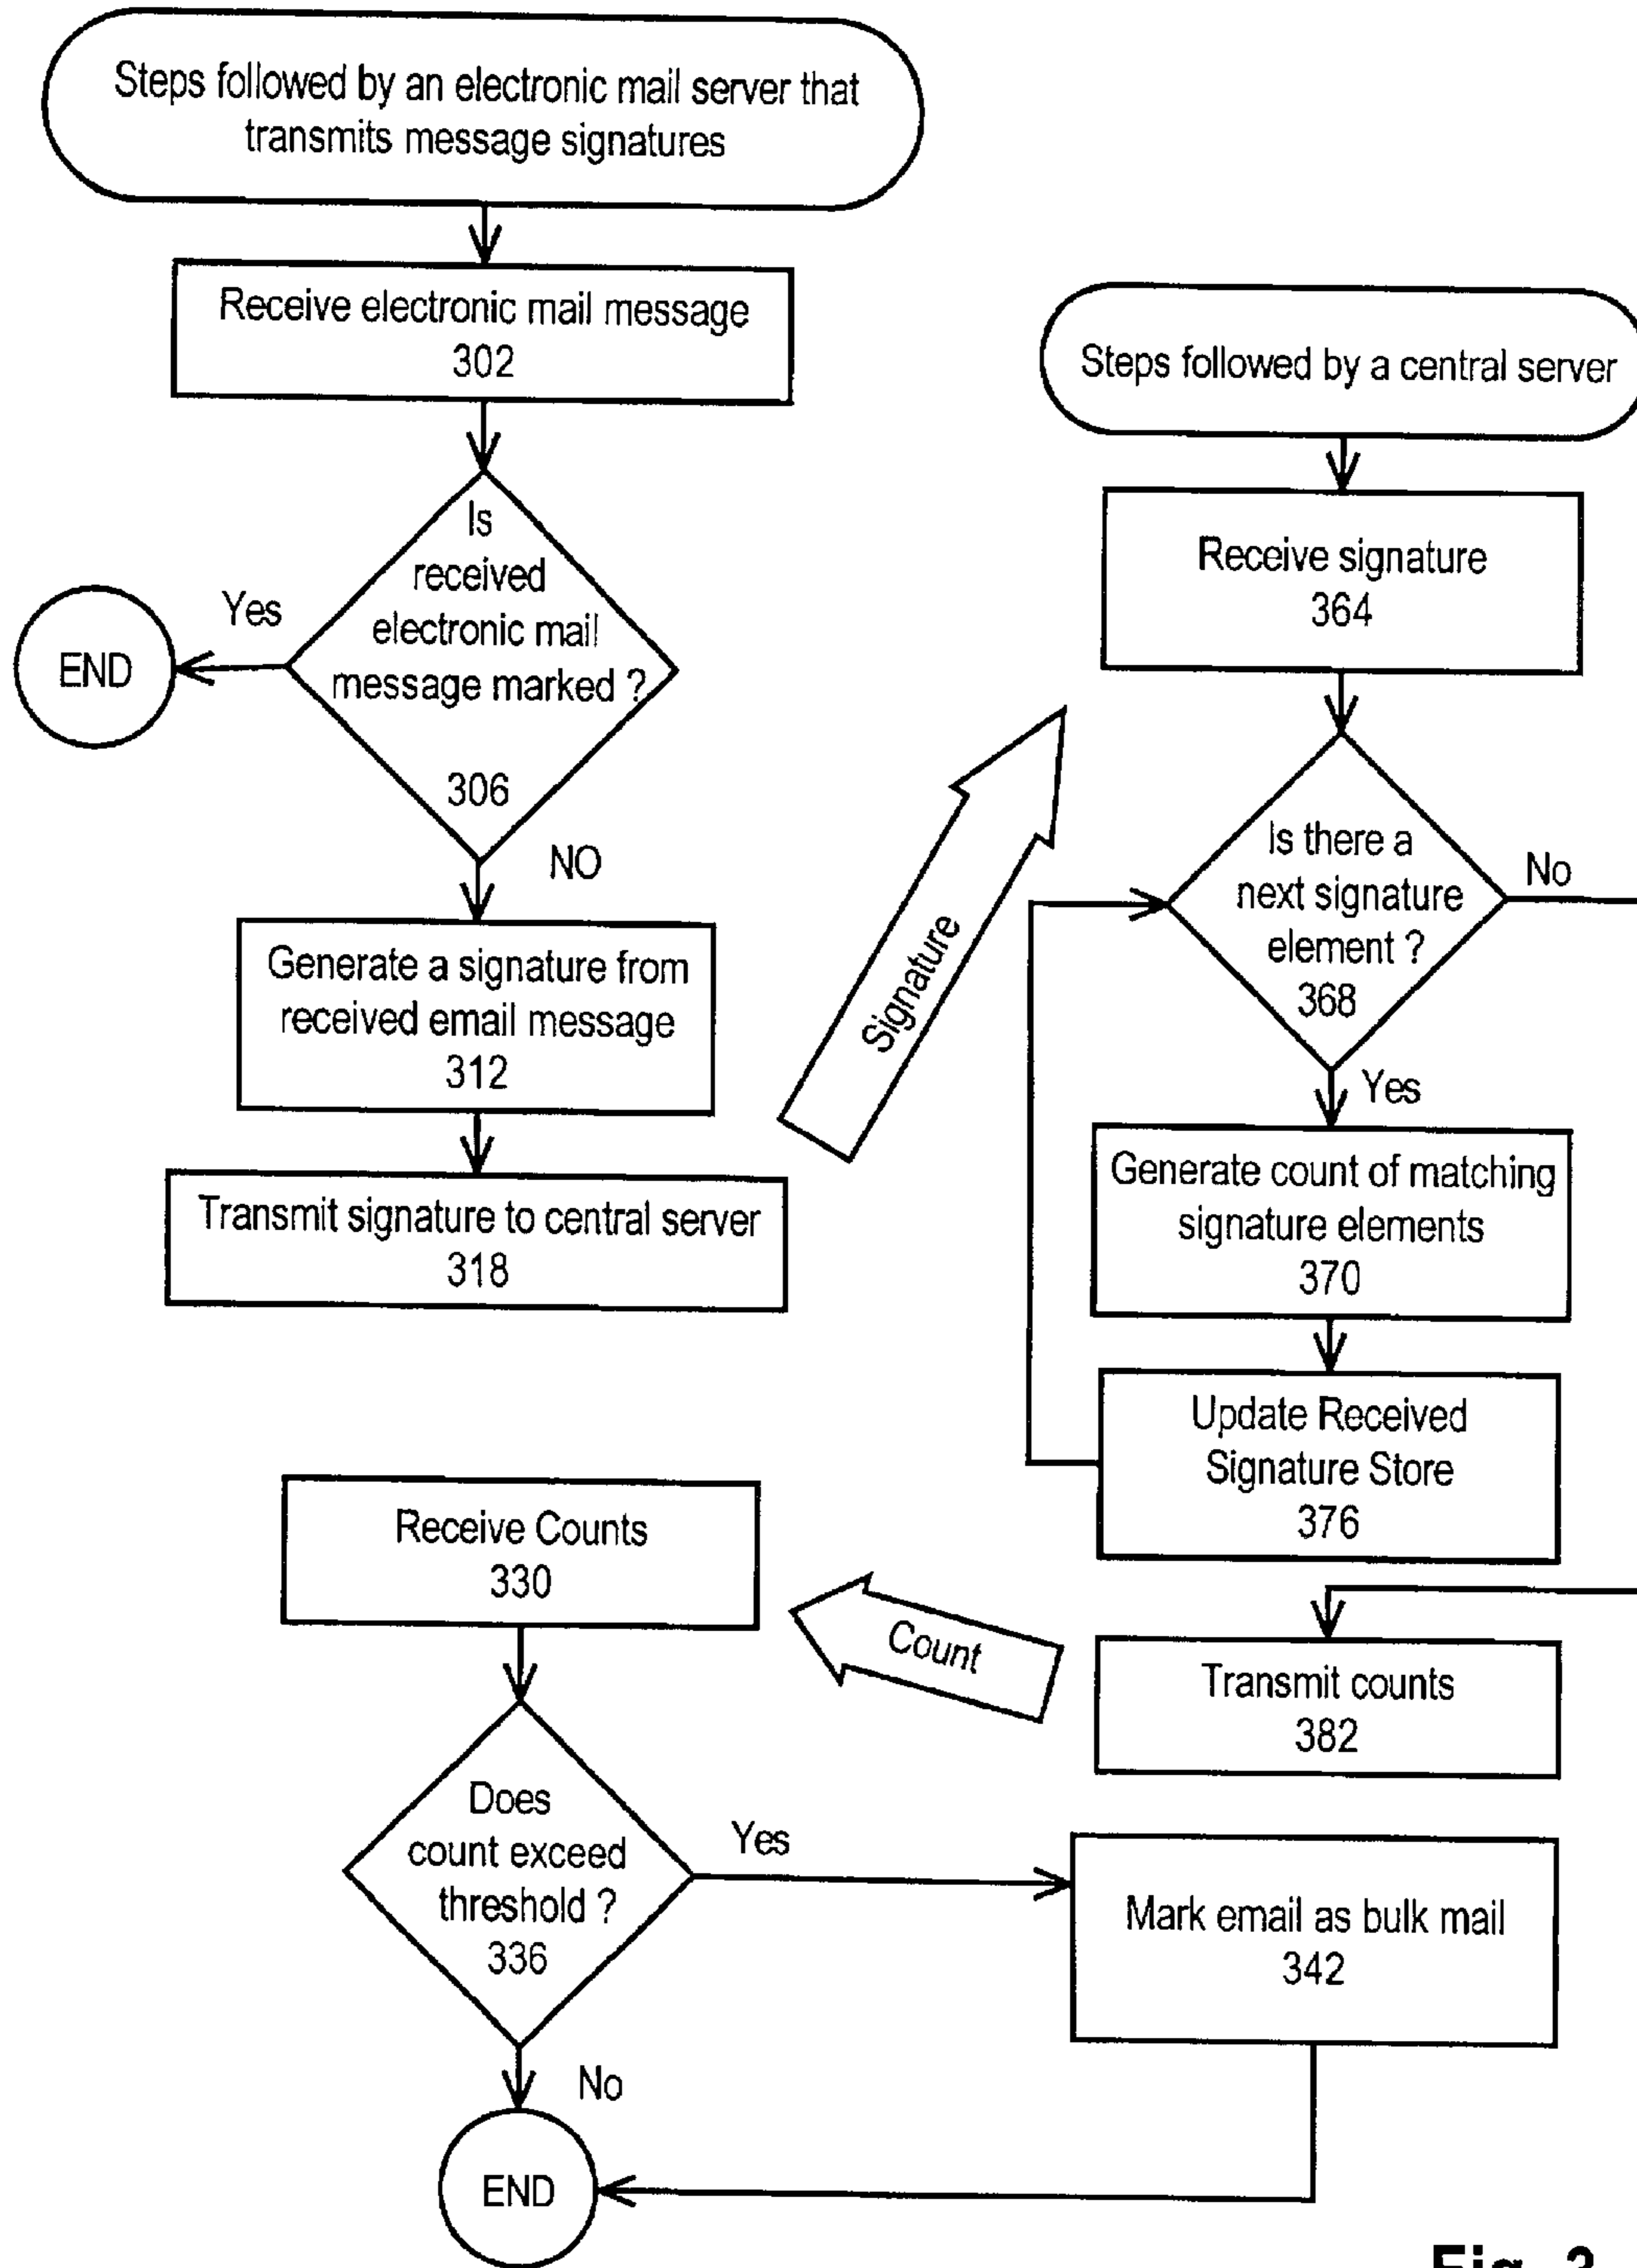 Steps followed by an electronic mail server that
transmits message signatures
Receive electronic mail message
302
Is
received
electronic mail
message marked ?
306
Yes
END
NO
Generate a signature from
received email message
312
Transmit signature to central server
318
Signature
Steps followed by a central server
Receive signature
364
Is there a
next signature
element ?
368
No
Yes
Generate count of matching
signature elements
370
Update Received
Signature Store
376
Transmit counts
382
Count
Receive Counts
330
Does
count exceed
threshold ?
336
Yes
Mark email as bulk mail
342
No
END
Fig. 3